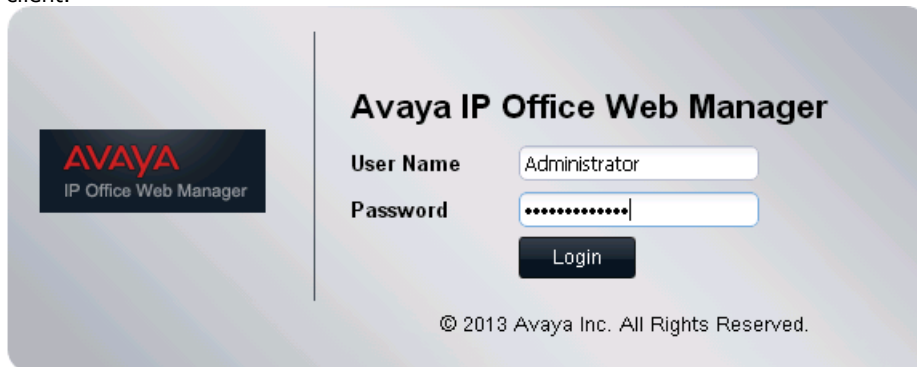 client.
AVAYA
IP Office Web Manager
Avaya IP Office Web Manager
User Name
Administrator
Password
•••••••••••••
Login
© 2013 Avaya Inc. All Rights Reserved.